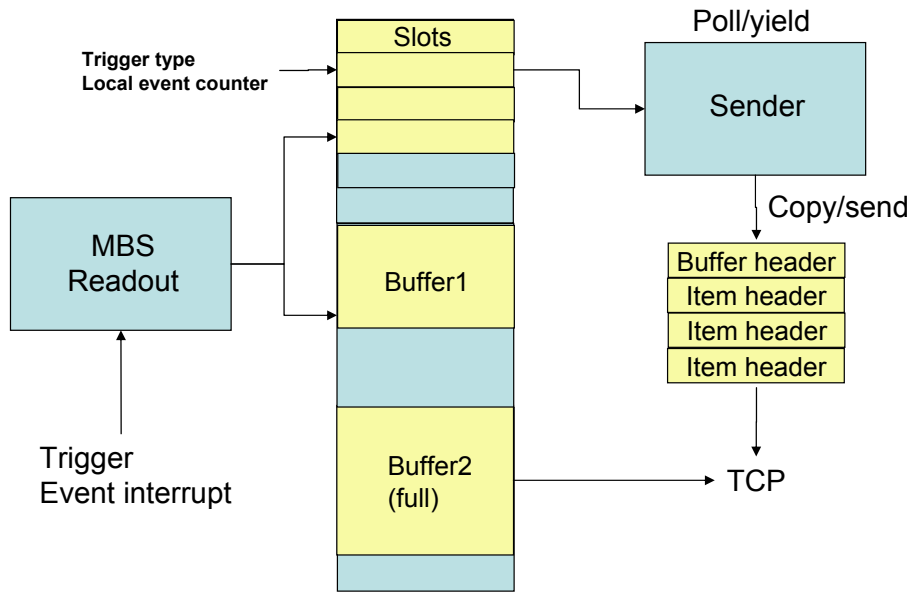 Slots
Poll/yield
Trigger type
Local event counter
Sender
Copy/send
MBS
Readout
Buffer1
Buffer header
Item header
Item header
Item header
Trigger
Event interrupt
Buffer2
(full)
TCP